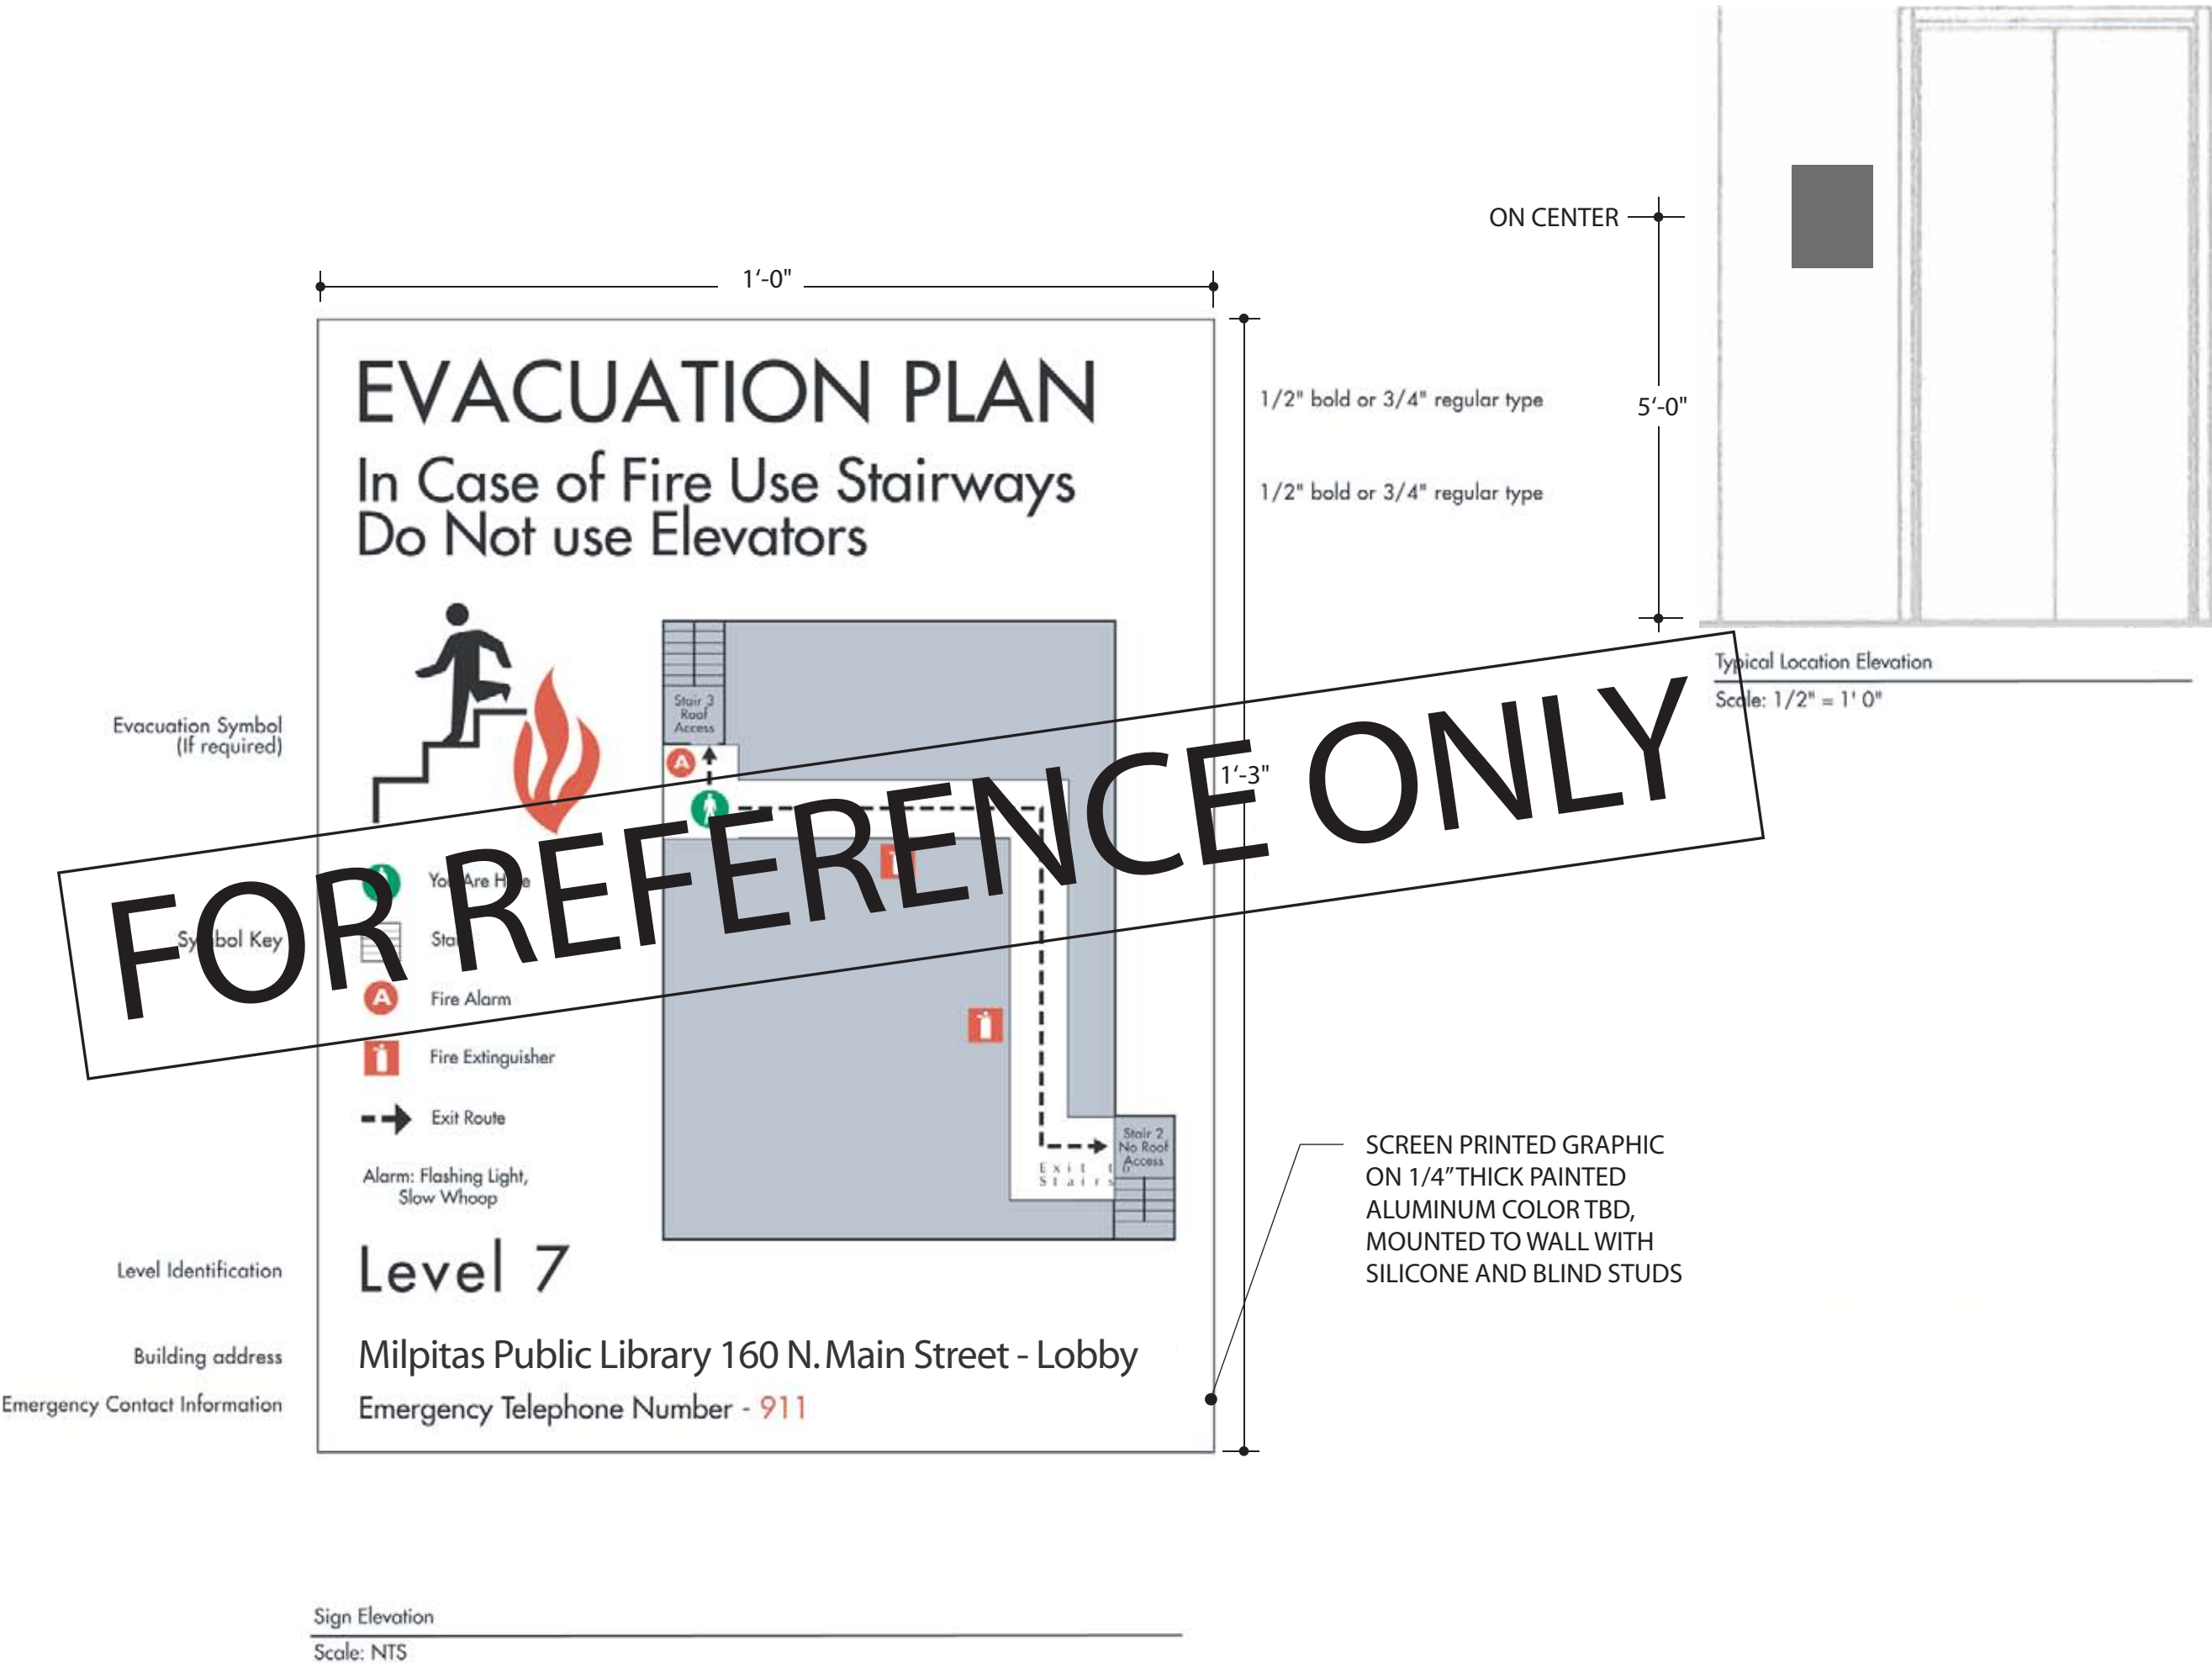 ON CENTER
1'-0"
5'-0"
EVACUATION PLAN
1/2" bold or 3/4" regular type
In Case of Fire Use Stairways
Do Not use Elevators
1/2" bold or 3/4" regular type
Typical Location Elevation
Scale: 1/2" = 1' 0"
Evacuation Symbol
(If required)
Stair 3
Roof
Access
A
1'-3"
FOR REFERENCE ONLY
Symbol Key
You Are Here
A
Fire Alarm
Fire Extinguisher
Exit Route
Alarm: Flashing Light,
Slow Whoop
Stair 2
No Roof
Access
Exit to
Stairs
SCREEN PRINTED GRAPHIC
ON 1/4" THICK PAINTED
ALUMINUM COLOR TBD,
MOUNTED TO WALL WITH
SILICONE AND BLIND STUDS
Level Identification
Level 7
Building address
Milpitas Public Library 160 N. Main Street - Lobby
Emergency Contact Information
Emergency Telephone Number - 911
Sign Elevation
Scale: NTS